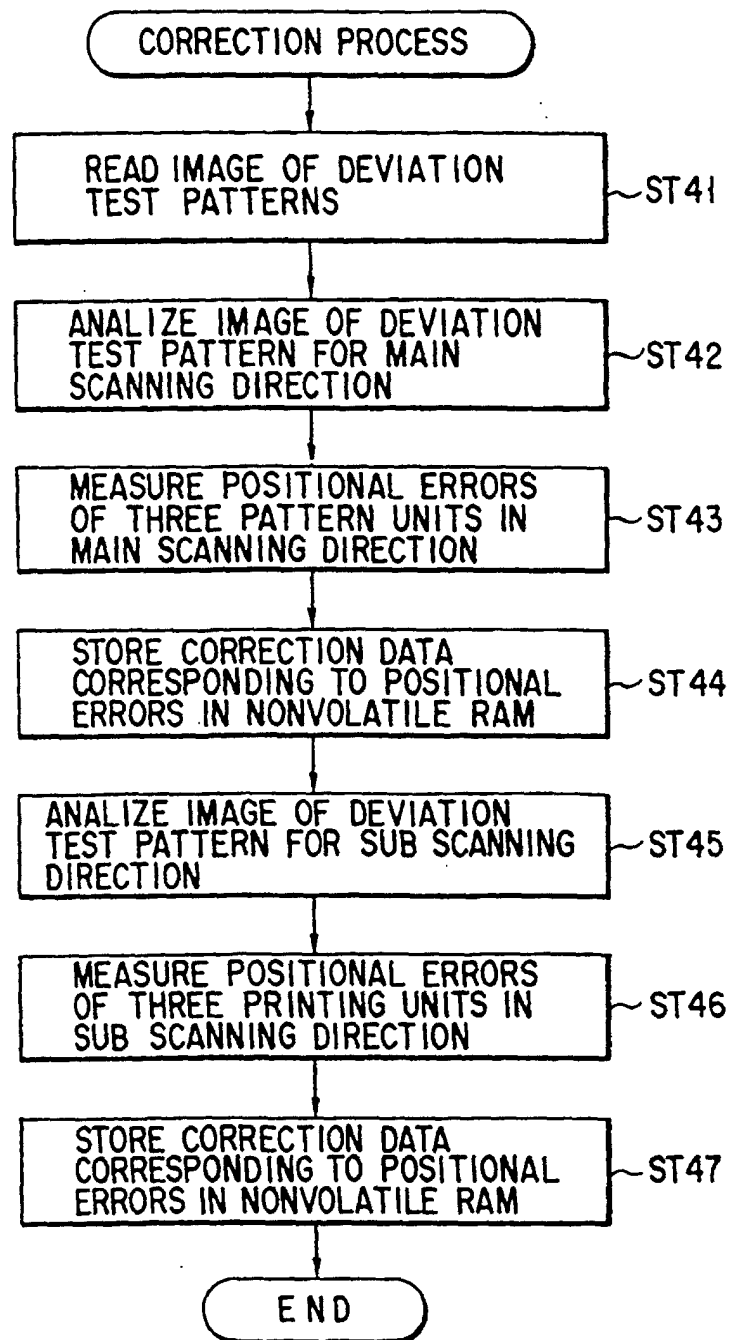 CORRECTION PROCESS
READ IMAGE OF DEVIATION
TEST PATTERNS
ST41
ANALIZE IMAGE OF DEVIATION
TEST PATTERN FOR MAIN
SCANNING DIRECTION
ST42
MEASURE POSITIONAL ERRORS
OF THREE PATTERN UNITS IN
MAIN SCANNING DIRECTION
ST43
STORE CORRECTION DATA
CORRESPONDING TO POSITIONAL
ERRORS IN NONVOLATILE RAM
ST44
ANALIZE IMAGE OF DEVIATION
TEST PATTERN FOR SUB SCANNING
DIRECTION
ST45
MEASURE POSITIONAL ERRORS
OF THREE PRINTING UNITS IN
SUB SCANNING DIRECTION
ST46
STORE CORRECTION DATA
CORRESPONDING TO POSITIONAL
ERRORS IN NONVOLATILE RAM
ST47
END